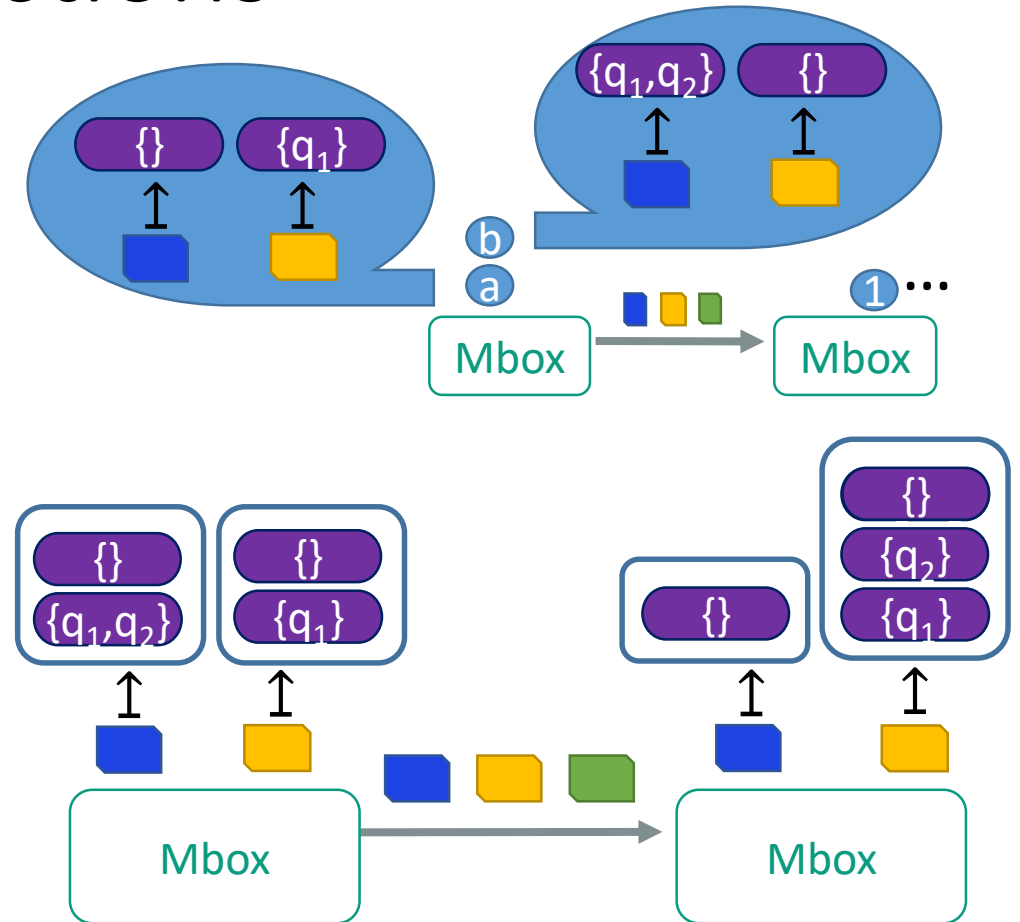 {q₁,q₂} {}
{} {q₁}
b
a
1 ...
Mbox Mbox
{}
{} {} {q₂}
{q₁,q₂} {q₁} {} {q₁}
Mbox Mbox